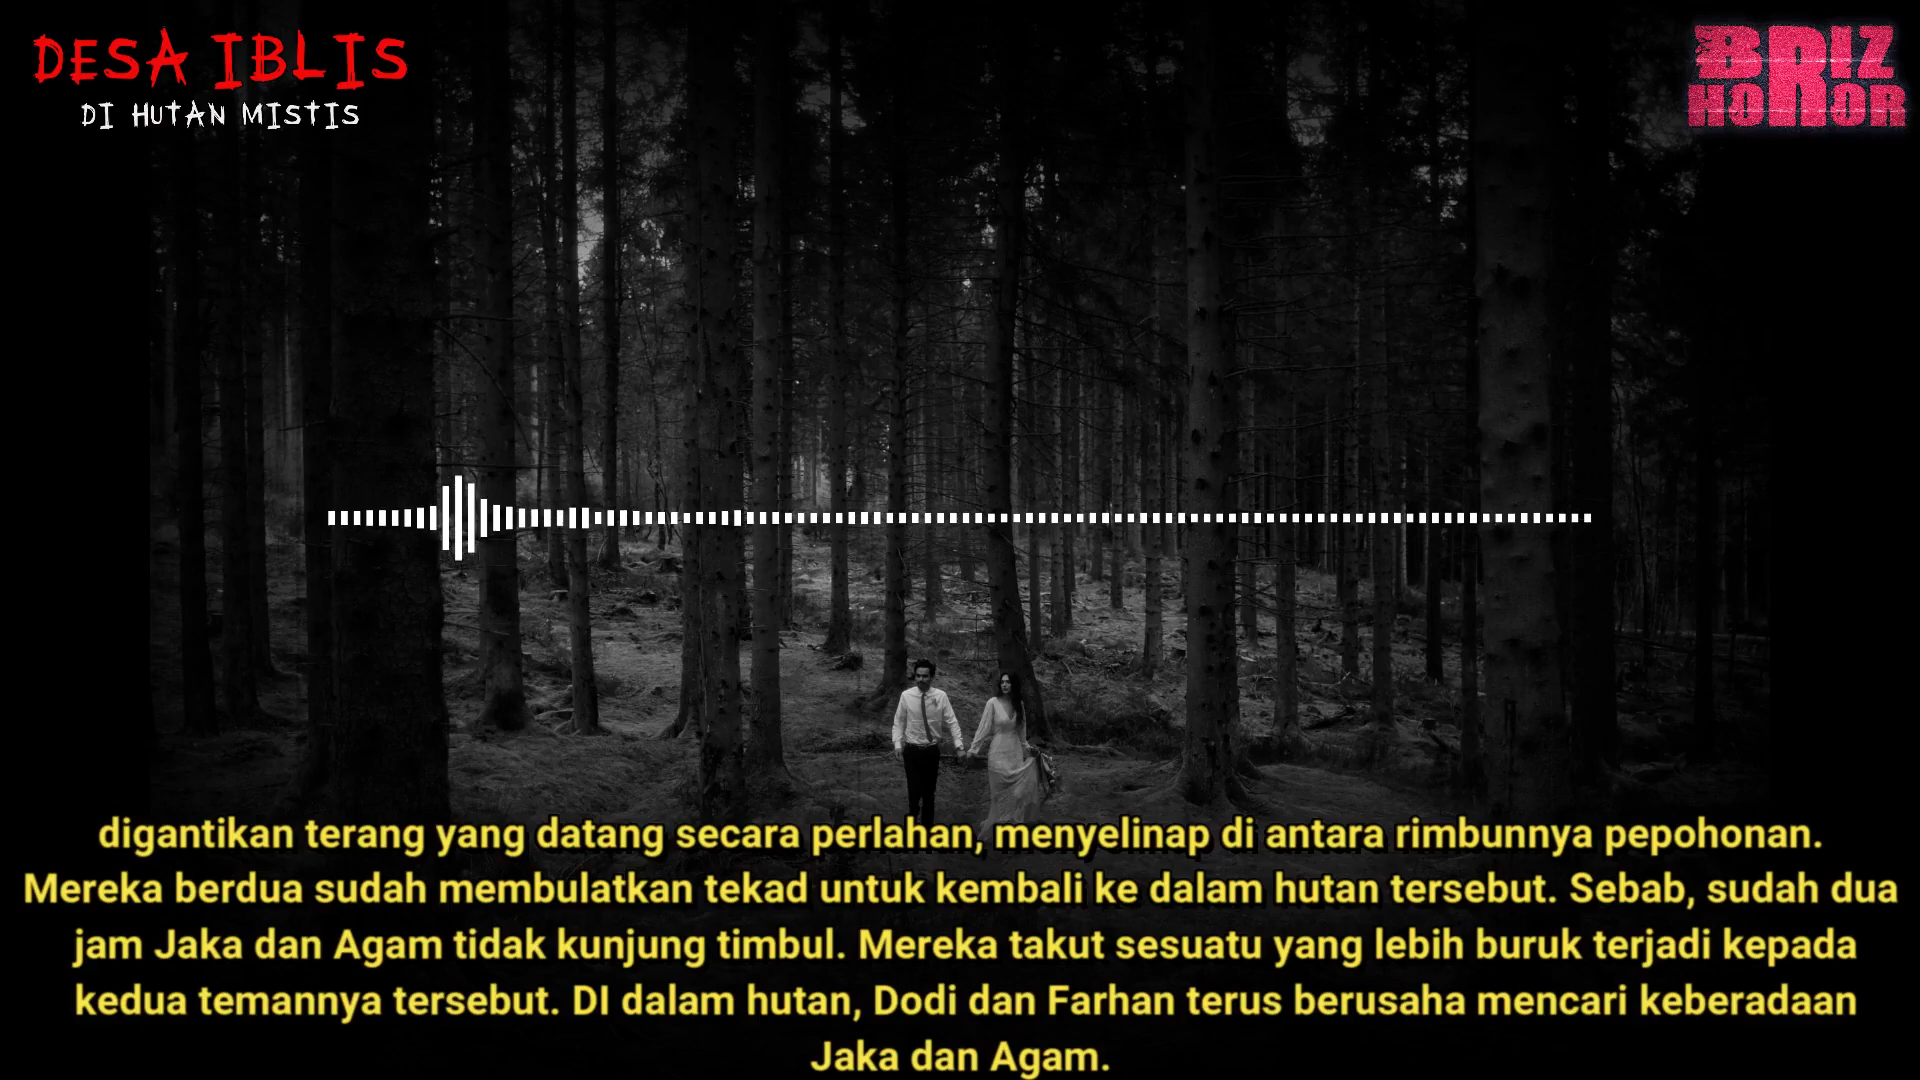 DESA IBLIS
DI HUTAN MISTIS
BRIZ
HOROR
digantikan terang yang datang secara perlahan, menyelinap di antara rimbunnya pepohonan.
Mereka berdua sudah membulatkan tekad untuk kembali ke dalam hutan tersebut. Sebab, sudah dua
jam Jaka dan Agam tidak kunjung timbul. Mereka takut sesuatu yang lebih buruk terjadi kepada
kedua temannya tersebut. DI dalam hutan, Dodi dan Farhan terus berusaha mencari keberadaan
Jaka dan Agam.